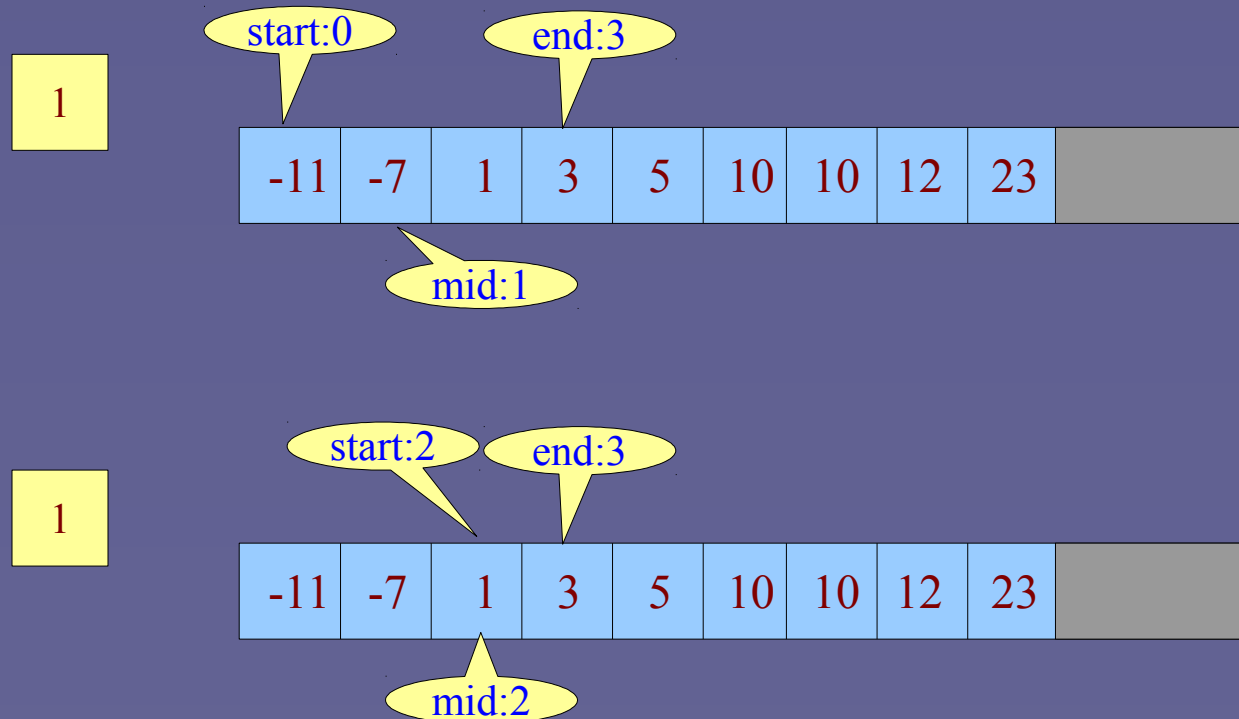 start:0 end:3
1
-11 -7 1 3 5 10 10 12 23
mid:1
start:2 end:3
1
-11 -7 1 3 5 10 10 12 23
mid:2